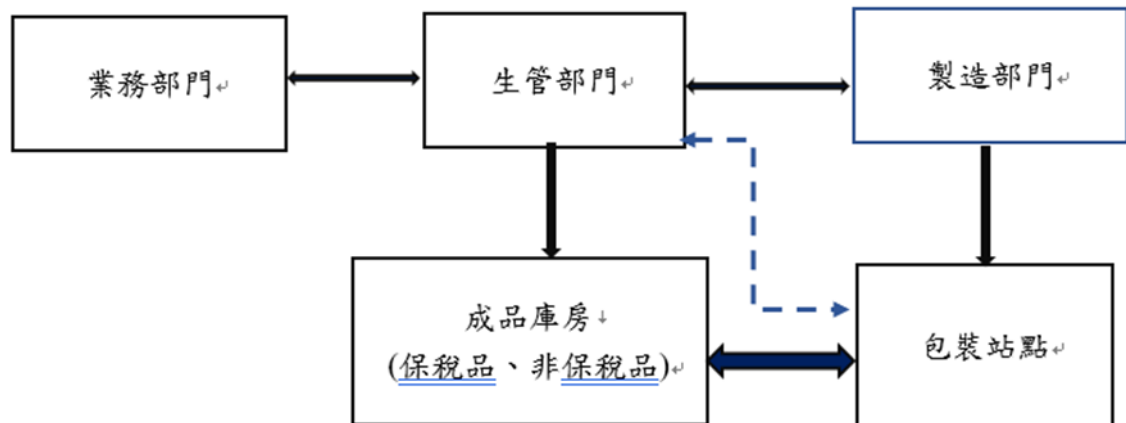 業務部門
生管部門
製造部門
成品庫房
(保稅品、非保稅品)
包裝站點